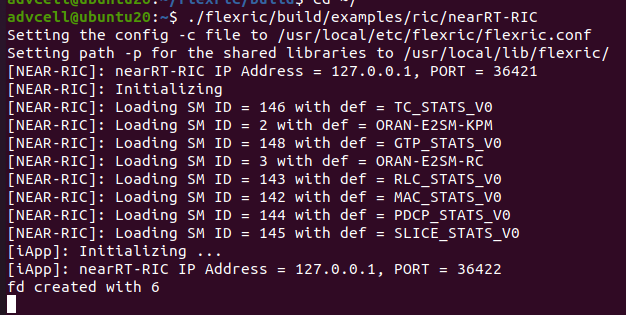 advcell@ubuntu20:~/flexric/build$ cd ~/
advcell@ubuntu20:~$ ./flexric/build/examples/ric/nearRT-RIC
Setting the config -c file to /usr/local/etc/flexric/flexric.conf
Setting path -p for the shared libraries to /usr/local/lib/flexric/
[NEAR-RIC]: nearRT-RIC IP Address = 127.0.0.1, PORT = 36421
[NEAR-RIC]: Initializing
[NEAR-RIC]: Loading SM ID = 146 with def = TC_STATS_V0
[NEAR-RIC]: Loading SM ID = 2 with def = ORAN-E2SM-KPM
[NEAR-RIC]: Loading SM ID = 148 with def = GTP_STATS_V0
[NEAR-RIC]: Loading SM ID = 3 with def = ORAN-E2SM-RC
[NEAR-RIC]: Loading SM ID = 143 with def = RLC_STATS_V0
[NEAR-RIC]: Loading SM ID = 142 with def = MAC_STATS_V0
[NEAR-RIC]: Loading SM ID = 144 with def = PDCP_STATS_V0
[NEAR-RIC]: Loading SM ID = 145 with def = SLICE_STATS_V0
[iApp]: Initializing ...
[iApp]: nearRT-RIC IP Address = 127.0.0.1, PORT = 36422
fd created with 6